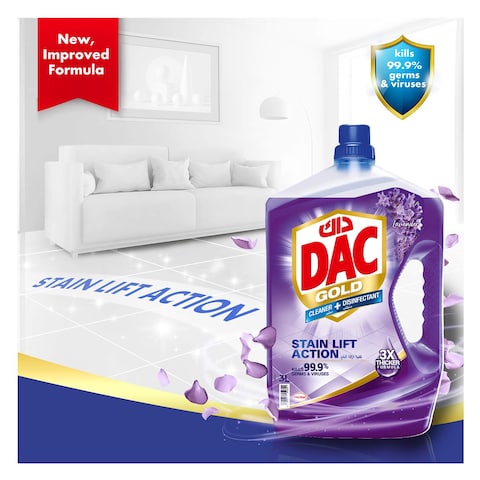 New,
Improved
Formula
kills
99.9%
germs
& viruses
STAIN LIFT ACTION
داك
Lavender
DAC
GOLD
CLEANER + DISINFECTANT
STAIN LIFT
ACTION
KILLS 99.9%
GERMS & VIRUSES
3X
THICKER
FORMULA
3L